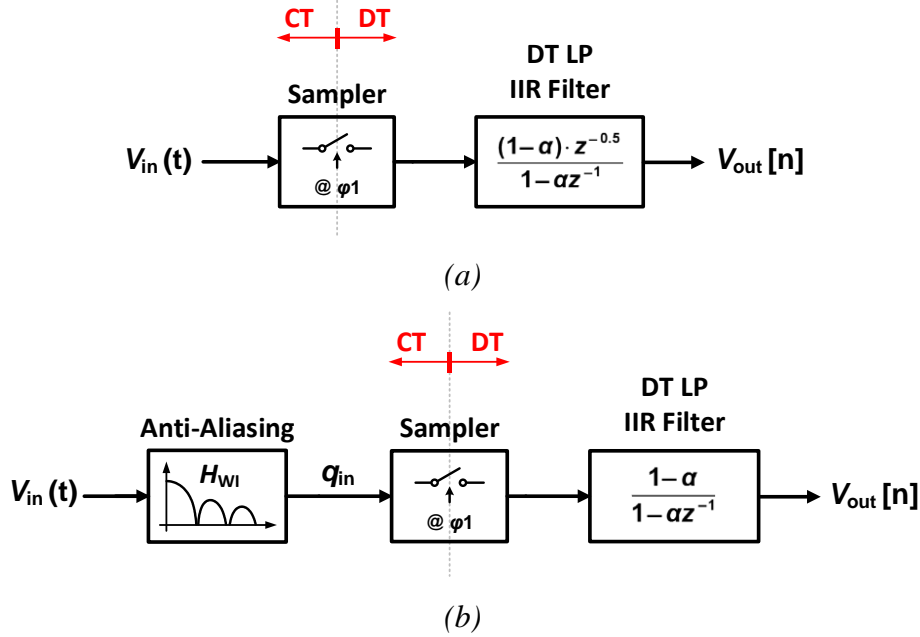 CT DT
DT LP
IIR Filter
Sampler
V_in (t)
@ φ1
(1−α) · z^−0.5
1−αz^−1
V_out [n]
(a)
CT DT
DT LP
IIR Filter
Anti-Aliasing
Sampler
V_in (t)
H_WI
q_in
@ φ1
1−α
1−αz^−1
V_out [n]
(b)